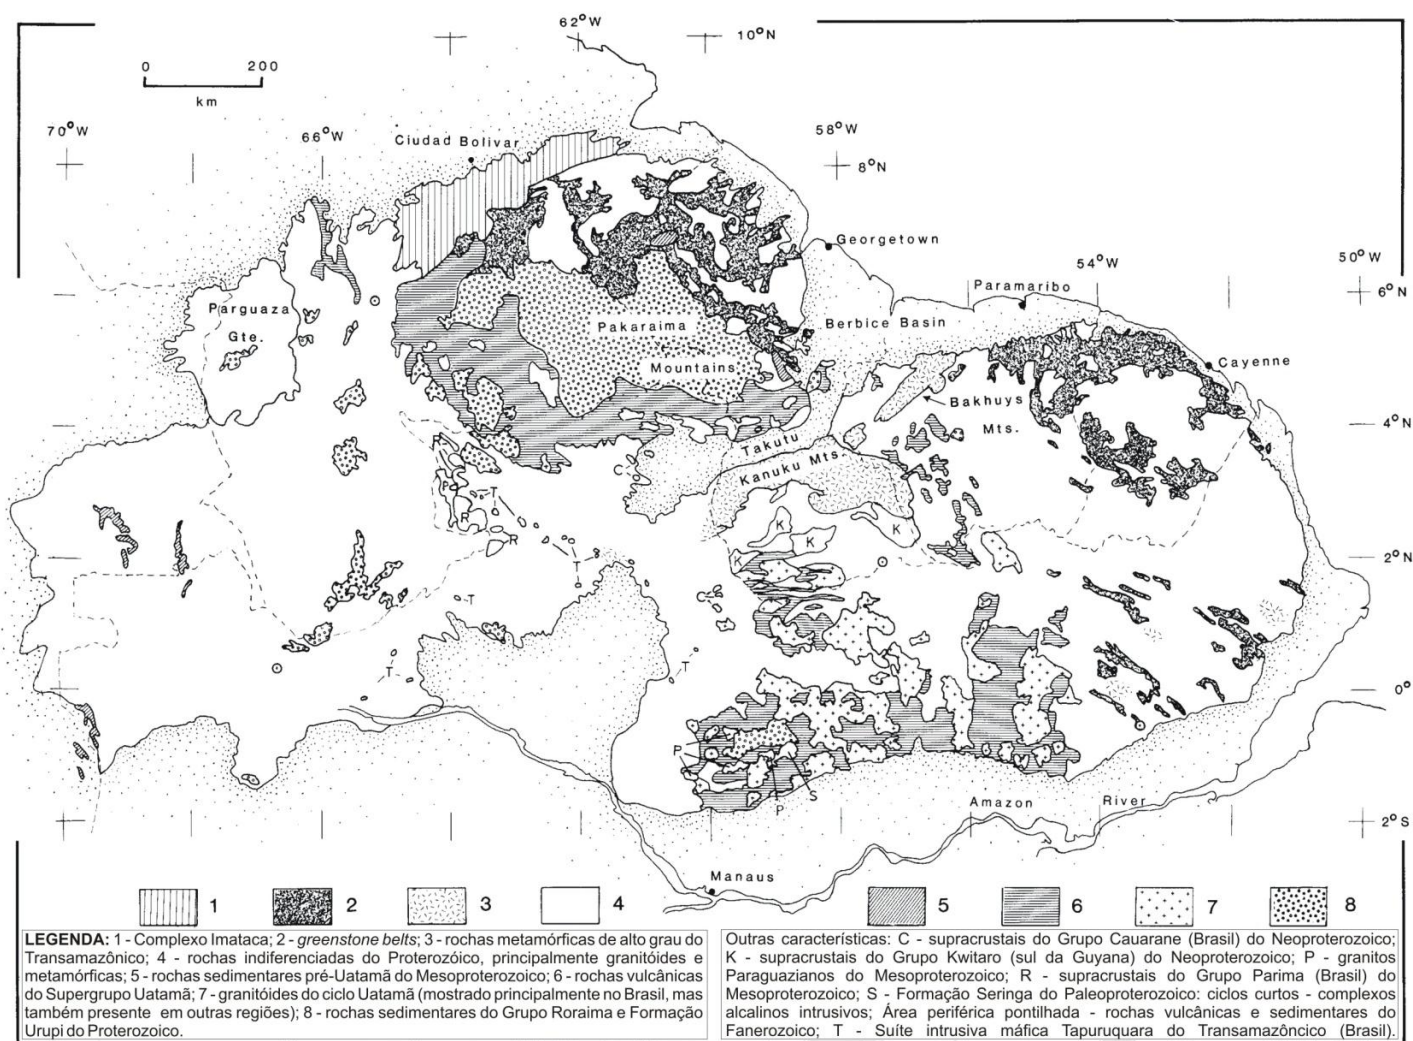 62°W
10°N
0 200
km
70°W
66°W
58°W
Ciudad Bolivar
8°N
Georgetown
54°W
50°W
Paramaribo
6°N
Parguaza
Gte.
Pakaraima
Mountains
Berbice Basin
Cayenne
Bakhuys
Mts.
4°N
Takutu
Kanuku Mts.
C
P
T
R
K
K
K
R
T
2°N
C
T
T
T
0°
P
S
P
Amazon River
2°S
Manaus
1 2 3 4 5 6 7 8
LEGENDA: 1 - Complexo Imataca; 2 - greenstone belts; 3 - rochas metamórficas de alto grau do
Transamazônico; 4 - rochas indiferenciadas do Proterozóico, principalmente granitóides e
metamórficas; 5 - rochas sedimentares pré-Uatamã do Mesoproterozoico; 6 - rochas vulcânicas
do Supergrupo Uatamã; 7 - granitóides do ciclo Uatamã (mostrado principalmente no Brasil, mas
também presente em outras regiões); 8 - rochas sedimentares do Grupo Roraima e Formação
Urupi do Proterozoico.
Outras características: C - supracrustais do Grupo Cauarane (Brasil) do Neoproterozoico;
K - supracrustais do Grupo Kwitaro (sul da Guyana) do Neoproterozoico; P - granitos
Paraguazianos do Mesoproterozoico; R - supracrustais do Grupo Parima (Brasil) do
Mesoproterozoico; S - Formação Seringa do Paleoproterozoico: ciclos curtos - complexos
alcalinos intrusivos; Área periférica pontilhada - rochas vulcânicas e sedimentares do
Fanerozoico; T - Suíte intrusiva máfica Tapuruquara do Transamazôncico (Brasil).